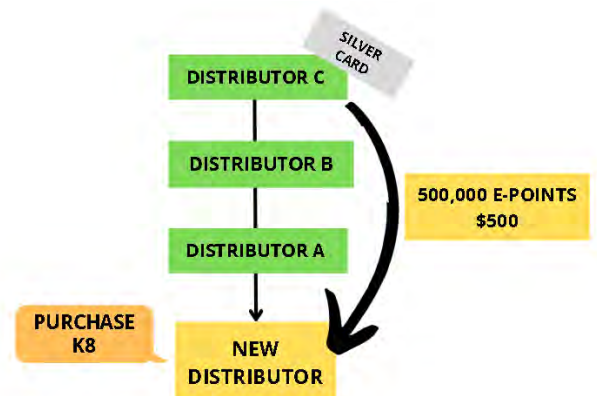 SILVER
CARD
DISTRIBUTOR C
DISTRIBUTOR B
500,000 E-POINTS
$500
DISTRIBUTOR A
PURCHASE
K8
NEW
DISTRIBUTOR